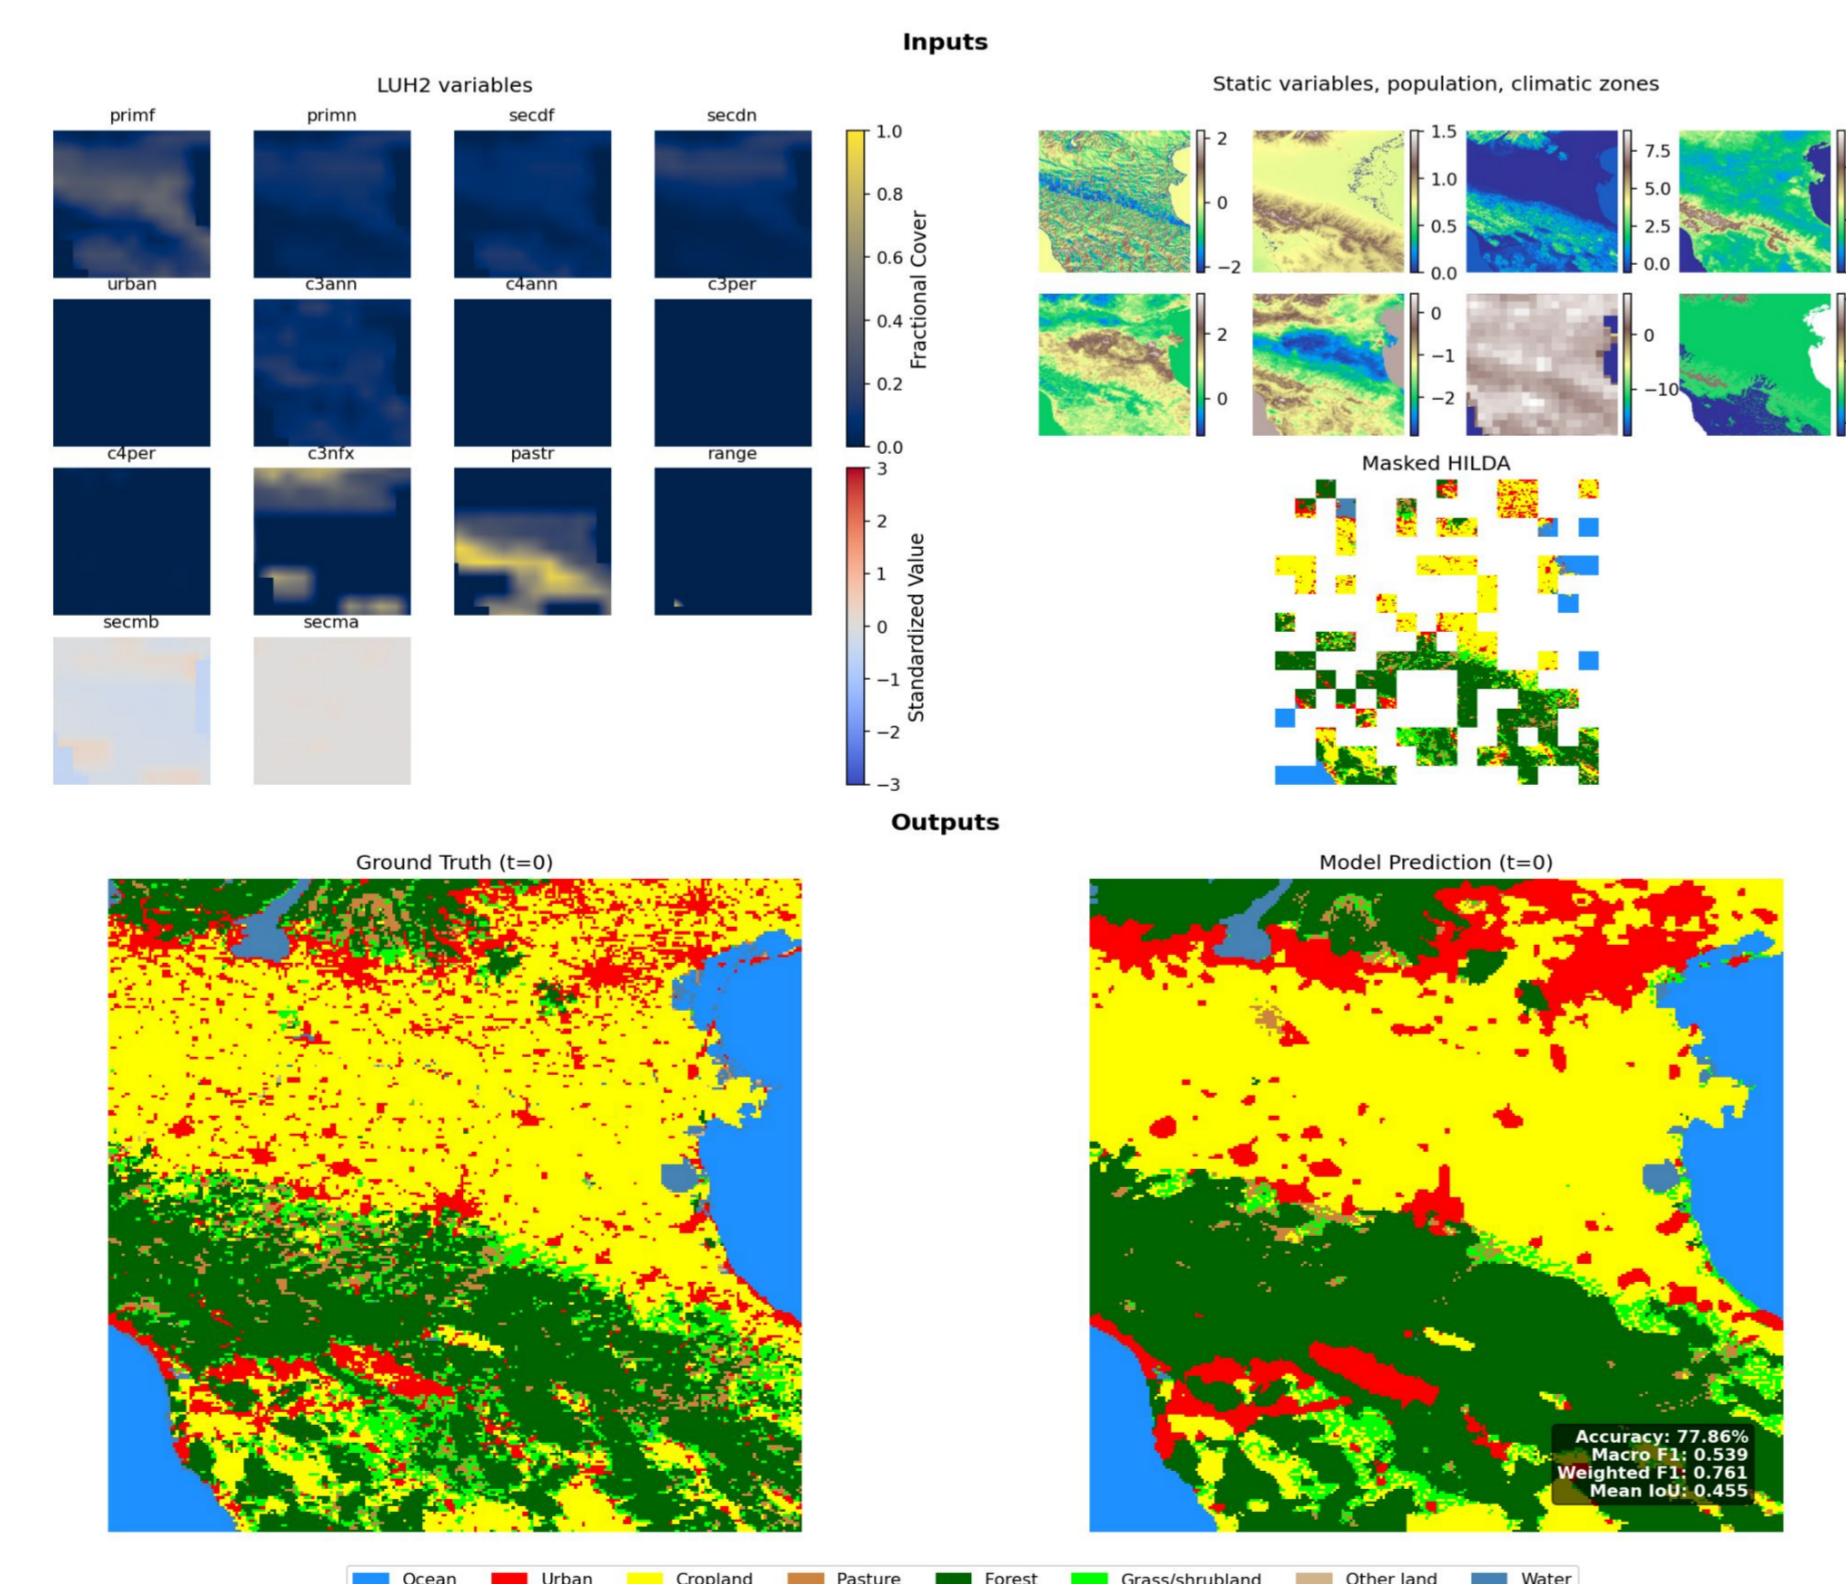 Inputs
LUH2 variables
Static variables, population, climatic zones
primf primn secdf secdn
1.0
0.8
0.6
0.4
0.2
0.0
Fractional Cover
urban c3ann c4ann c3per
c4per c3nfx pastr range
3
2
1
0
−1
−2
−3
Standardized Value
secmb secma
2
0
−2
1.5
1.0
0.5
0.0
7.5
5.0
2.5
0.0
2
0
0
−1
−2
0
−10
Masked HILDA
Outputs
Ground Truth (t=0)
Model Prediction (t=0)
Accuracy: 77.86%
Macro F1: 0.539
Weighted F1: 0.761
Mean IoU: 0.455
Ocean Urban Cropland Pasture Forest Grass/shrubland Other land Water